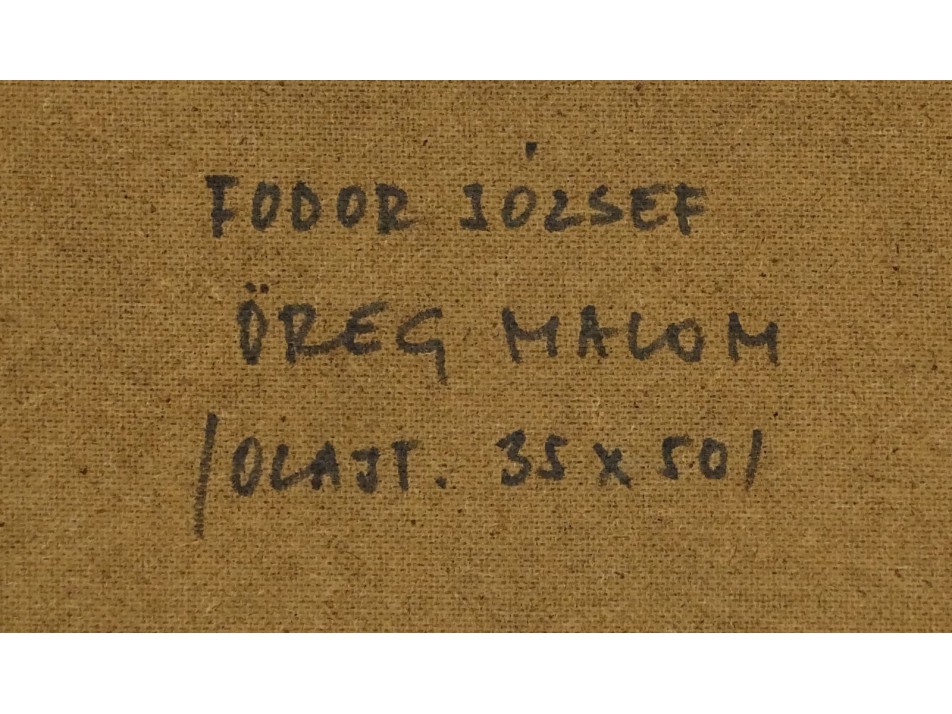 FODOR JÓZSEF
ÖREG MALOM
/OLAJT. 35 x 50/